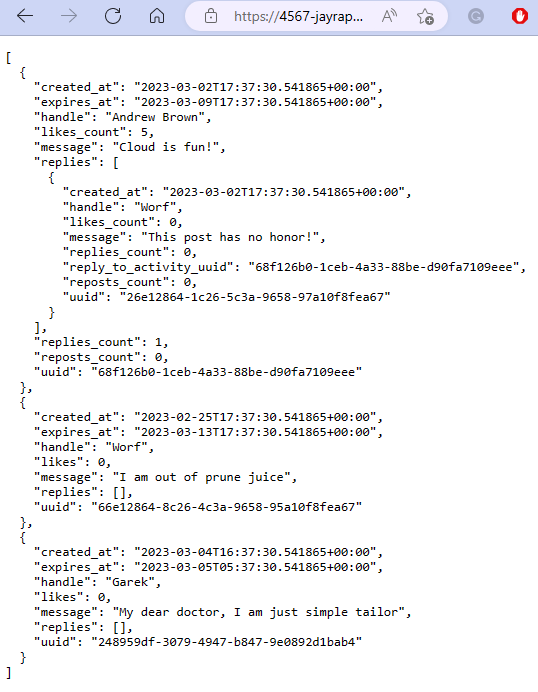 https://4567-jayrap...
[
  {
    "created_at": "2023-03-02T17:37:30.541865+00:00",
    "expires_at": "2023-03-09T17:37:30.541865+00:00",
    "handle": "Andrew Brown",
    "likes_count": 5,
    "message": "Cloud is fun!",
    "replies": [
      {
        "created_at": "2023-03-02T17:37:30.541865+00:00",
        "handle": "Worf",
        "likes_count": 0,
        "message": "This post has no honor!",
        "replies_count": 0,
        "reply_to_activity_uuid": "68f126b0-1ceb-4a33-88be-d90fa7109eee",
        "reposts_count": 0,
        "uuid": "26e12864-1c26-5c3a-9658-97a10f8fea67"
      }
    ],
    "replies_count": 1,
    "reposts_count": 0,
    "uuid": "68f126b0-1ceb-4a33-88be-d90fa7109eee"
  },
  {
    "created_at": "2023-02-25T17:37:30.541865+00:00",
    "expires_at": "2023-03-13T17:37:30.541865+00:00",
    "handle": "Worf",
    "likes": 0,
    "message": "I am out of prune juice",
    "replies": [],
    "uuid": "66e12864-8c26-4c3a-9658-95a10f8fea67"
  },
  {
    "created_at": "2023-03-04T16:37:30.541865+00:00",
    "expires_at": "2023-03-05T05:37:30.541865+00:00",
    "handle": "Garek",
    "likes": 0,
    "message": "My dear doctor, I am just simple tailor",
    "replies": [],
    "uuid": "248959df-3079-4947-b847-9e0892d1bab4"
  }
]